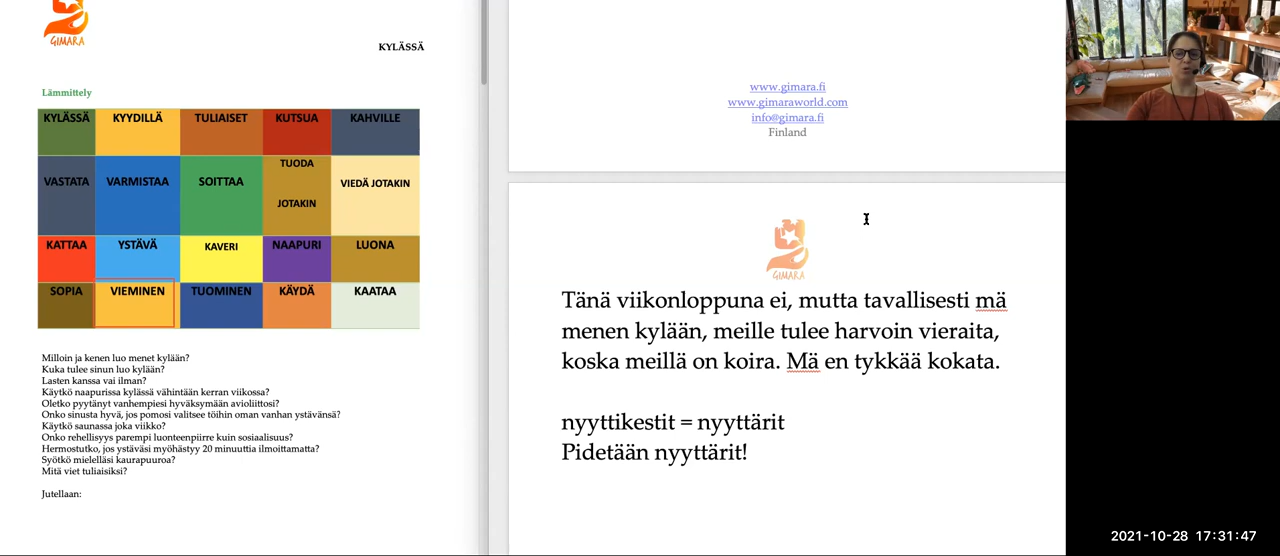 GIMARA
KYLÄSSÄ
Lämmittely
KYLÄSSÄ KYYDILLÄ TULIAISET KUTSUA KAHVILLE
VASTATA VARMISTAA SOITTAA TUODA JOTAKIN VIEDÄ JOTAKIN
KATTAA YSTÄVÄ KAVERI NAAPURI LUONA
SOPIA VIEMINEN TUOMINEN KÄYDÄ KAATAA
Milloin ja kenen luo menet kylään?
Kuka tulee sinun luo kylään?
Lasten kanssa vai ilman?
Käytkö naapurissa kylässä vähintään kerran viikossa?
Oletko pyytänyt vanhempiesi hyväksymään avioliittosi?
Onko sinusta hyvä, jos pomosi valitsee töihin oman vanhan ystävänsä?
Käytkö saunassa joka viikko?
Onko rehellisyys parempi luonteenpiirre kuin sosiaalisuus?
Hermostutko, jos ystäväsi myöhästyy 20 minuuttia ilmoittamatta?
Syötkö mielelläsi kaurapuuroa?
Mitä viet tuliaisiksi?
Jutellaan:
www.gimara.fi
www.gimaraworld.com
info@gimara.fi
Finland
GIMARA
Tänä viikonloppuna ei, mutta tavallisesti mä
menen kylään, meille tulee harvoin vieraita,
koska meillä on koira. Mä en tykkää kokata.
nyyttikestit = nyyttärit
Pidetään nyyttärit!
2021-10-28 17:31:47